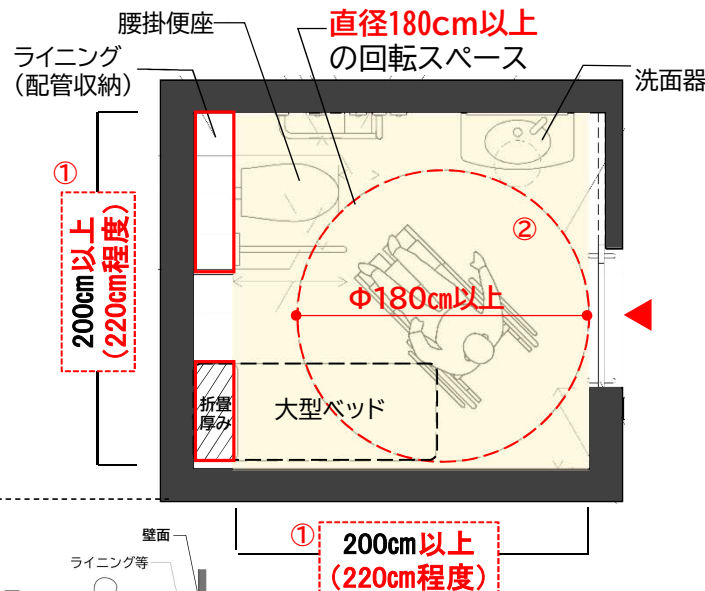 腰掛便座
直径180cm以上
の回転スペース
ライニング
（配管収納）
洗面器
①
200cm以上
（220cm程度）
②
Φ180㎝以上
折畳
厚み
大型ベッド
①
200cm以上
（220cm程度）
壁面
ライニング等